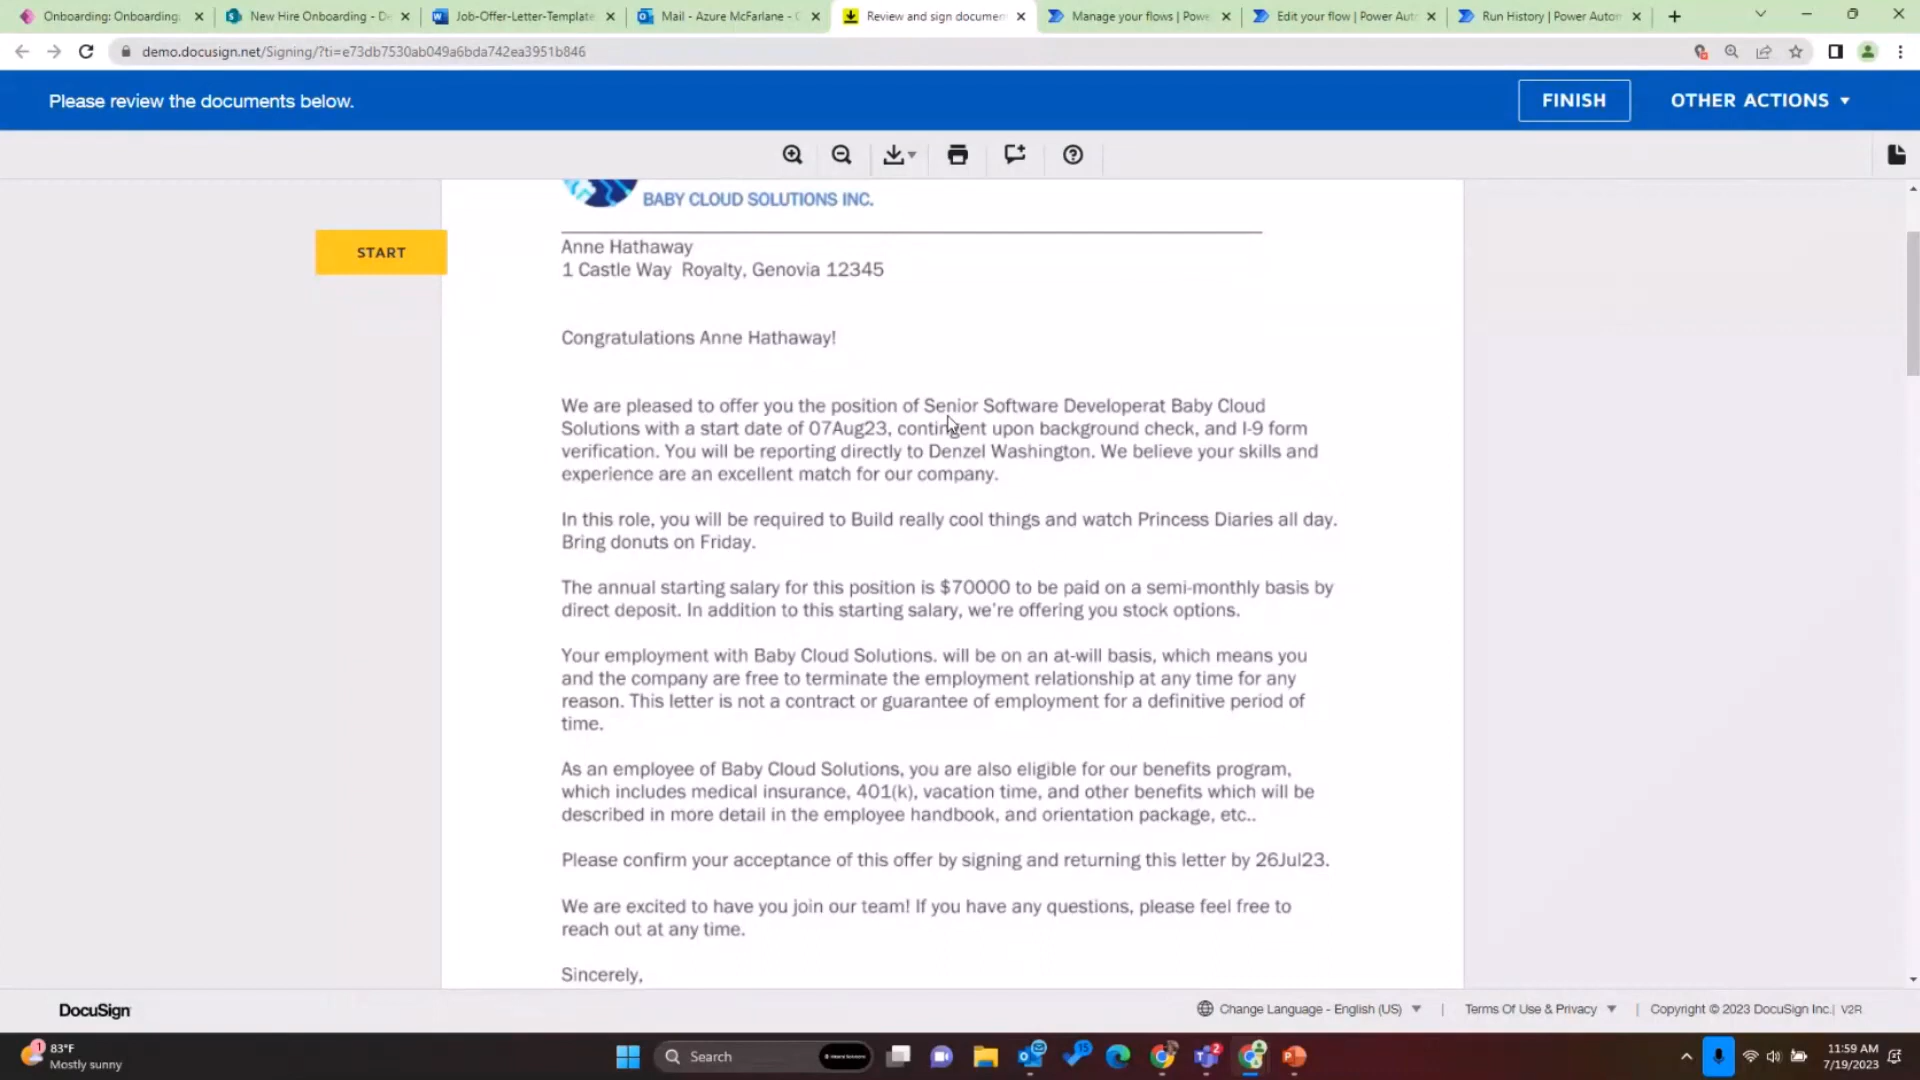 Onboarding: Onboarding:
New Hire Onboarding - De
Job-Offer-Letter-Template
Mail - Azure McFarlane - O
Review and sign documen
Manage your flows | Powe
Edit your flow | Power Aut
Run History | Power Autom
demo.docusign.net/Signing/?ti=e73db7530ab049a6bda742ea3951b846
Please review the documents below.
FINISH
OTHER ACTIONS
BABY CLOUD SOLUTIONS INC.
START
Anne Hathaway
1 Castle Way Royalty, Genovia 12345
Congratulations Anne Hathaway!
We are pleased to offer you the position of Senior Software Developerat Baby Cloud
Solutions with a start date of 07Aug23, contingent upon background check, and I-9 form
verification. You will be reporting directly to Denzel Washington. We believe your skills and
experience are an excellent match for our company.
In this role, you will be required to Build really cool things and watch Princess Diaries all day.
Bring donuts on Friday.
The annual starting salary for this position is $70000 to be paid on a semi-monthly basis by
direct deposit. In addition to this starting salary, we're offering you stock options.
Your employment with Baby Cloud Solutions. will be on an at-will basis, which means you
and the company are free to terminate the employment relationship at any time for any
reason. This letter is not a contract or guarantee of employment for a definitive period of
time.
As an employee of Baby Cloud Solutions, you are also eligible for our benefits program,
which includes medical insurance, 401(k), vacation time, and other benefits which will be
described in more detail in the employee handbook, and orientation package, etc..
Please confirm your acceptance of this offer by signing and returning this letter by 26Jul23.
We are excited to have you join our team! If you have any questions, please feel free to
reach out at any time.
Sincerely,
DocuSign
Change Language - English (US) | Terms Of Use & Privacy | Copyright © 2023 DocuSign Inc. | V2R
1
83°F
Mostly sunny
Search
15
2
11:59 AM
7/19/2023